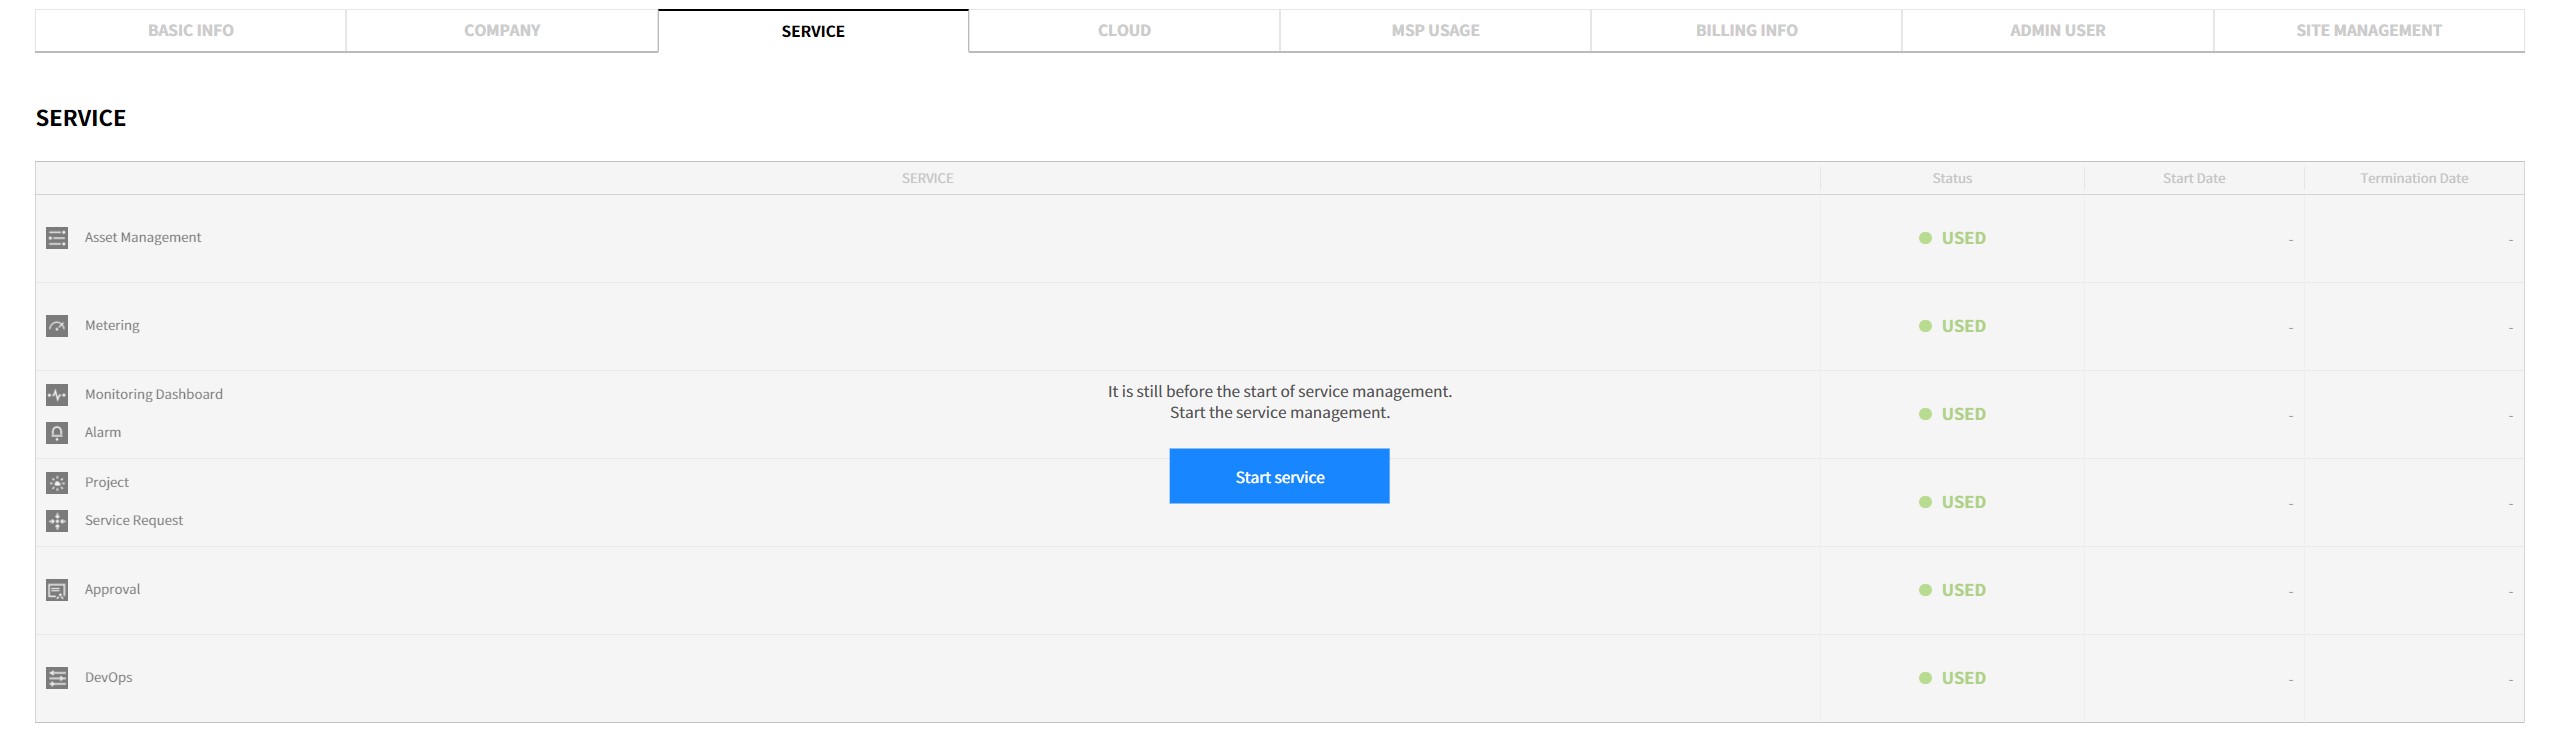 BASIC INFO COMPANY SERVICE CLOUD MSP USAGE BILLING INFO ADMIN USER SITE MANAGEMENT
SERVICE
SERVICE Status Start Date Termination Date
Asset Management USED - -
Metering USED - -
Monitoring Dashboard
Alarm
USED - -
It is still before the start of service management.
Start the service management.
Start service
Project
Service Request
USED - -
Approval USED - -
DevOps USED - -